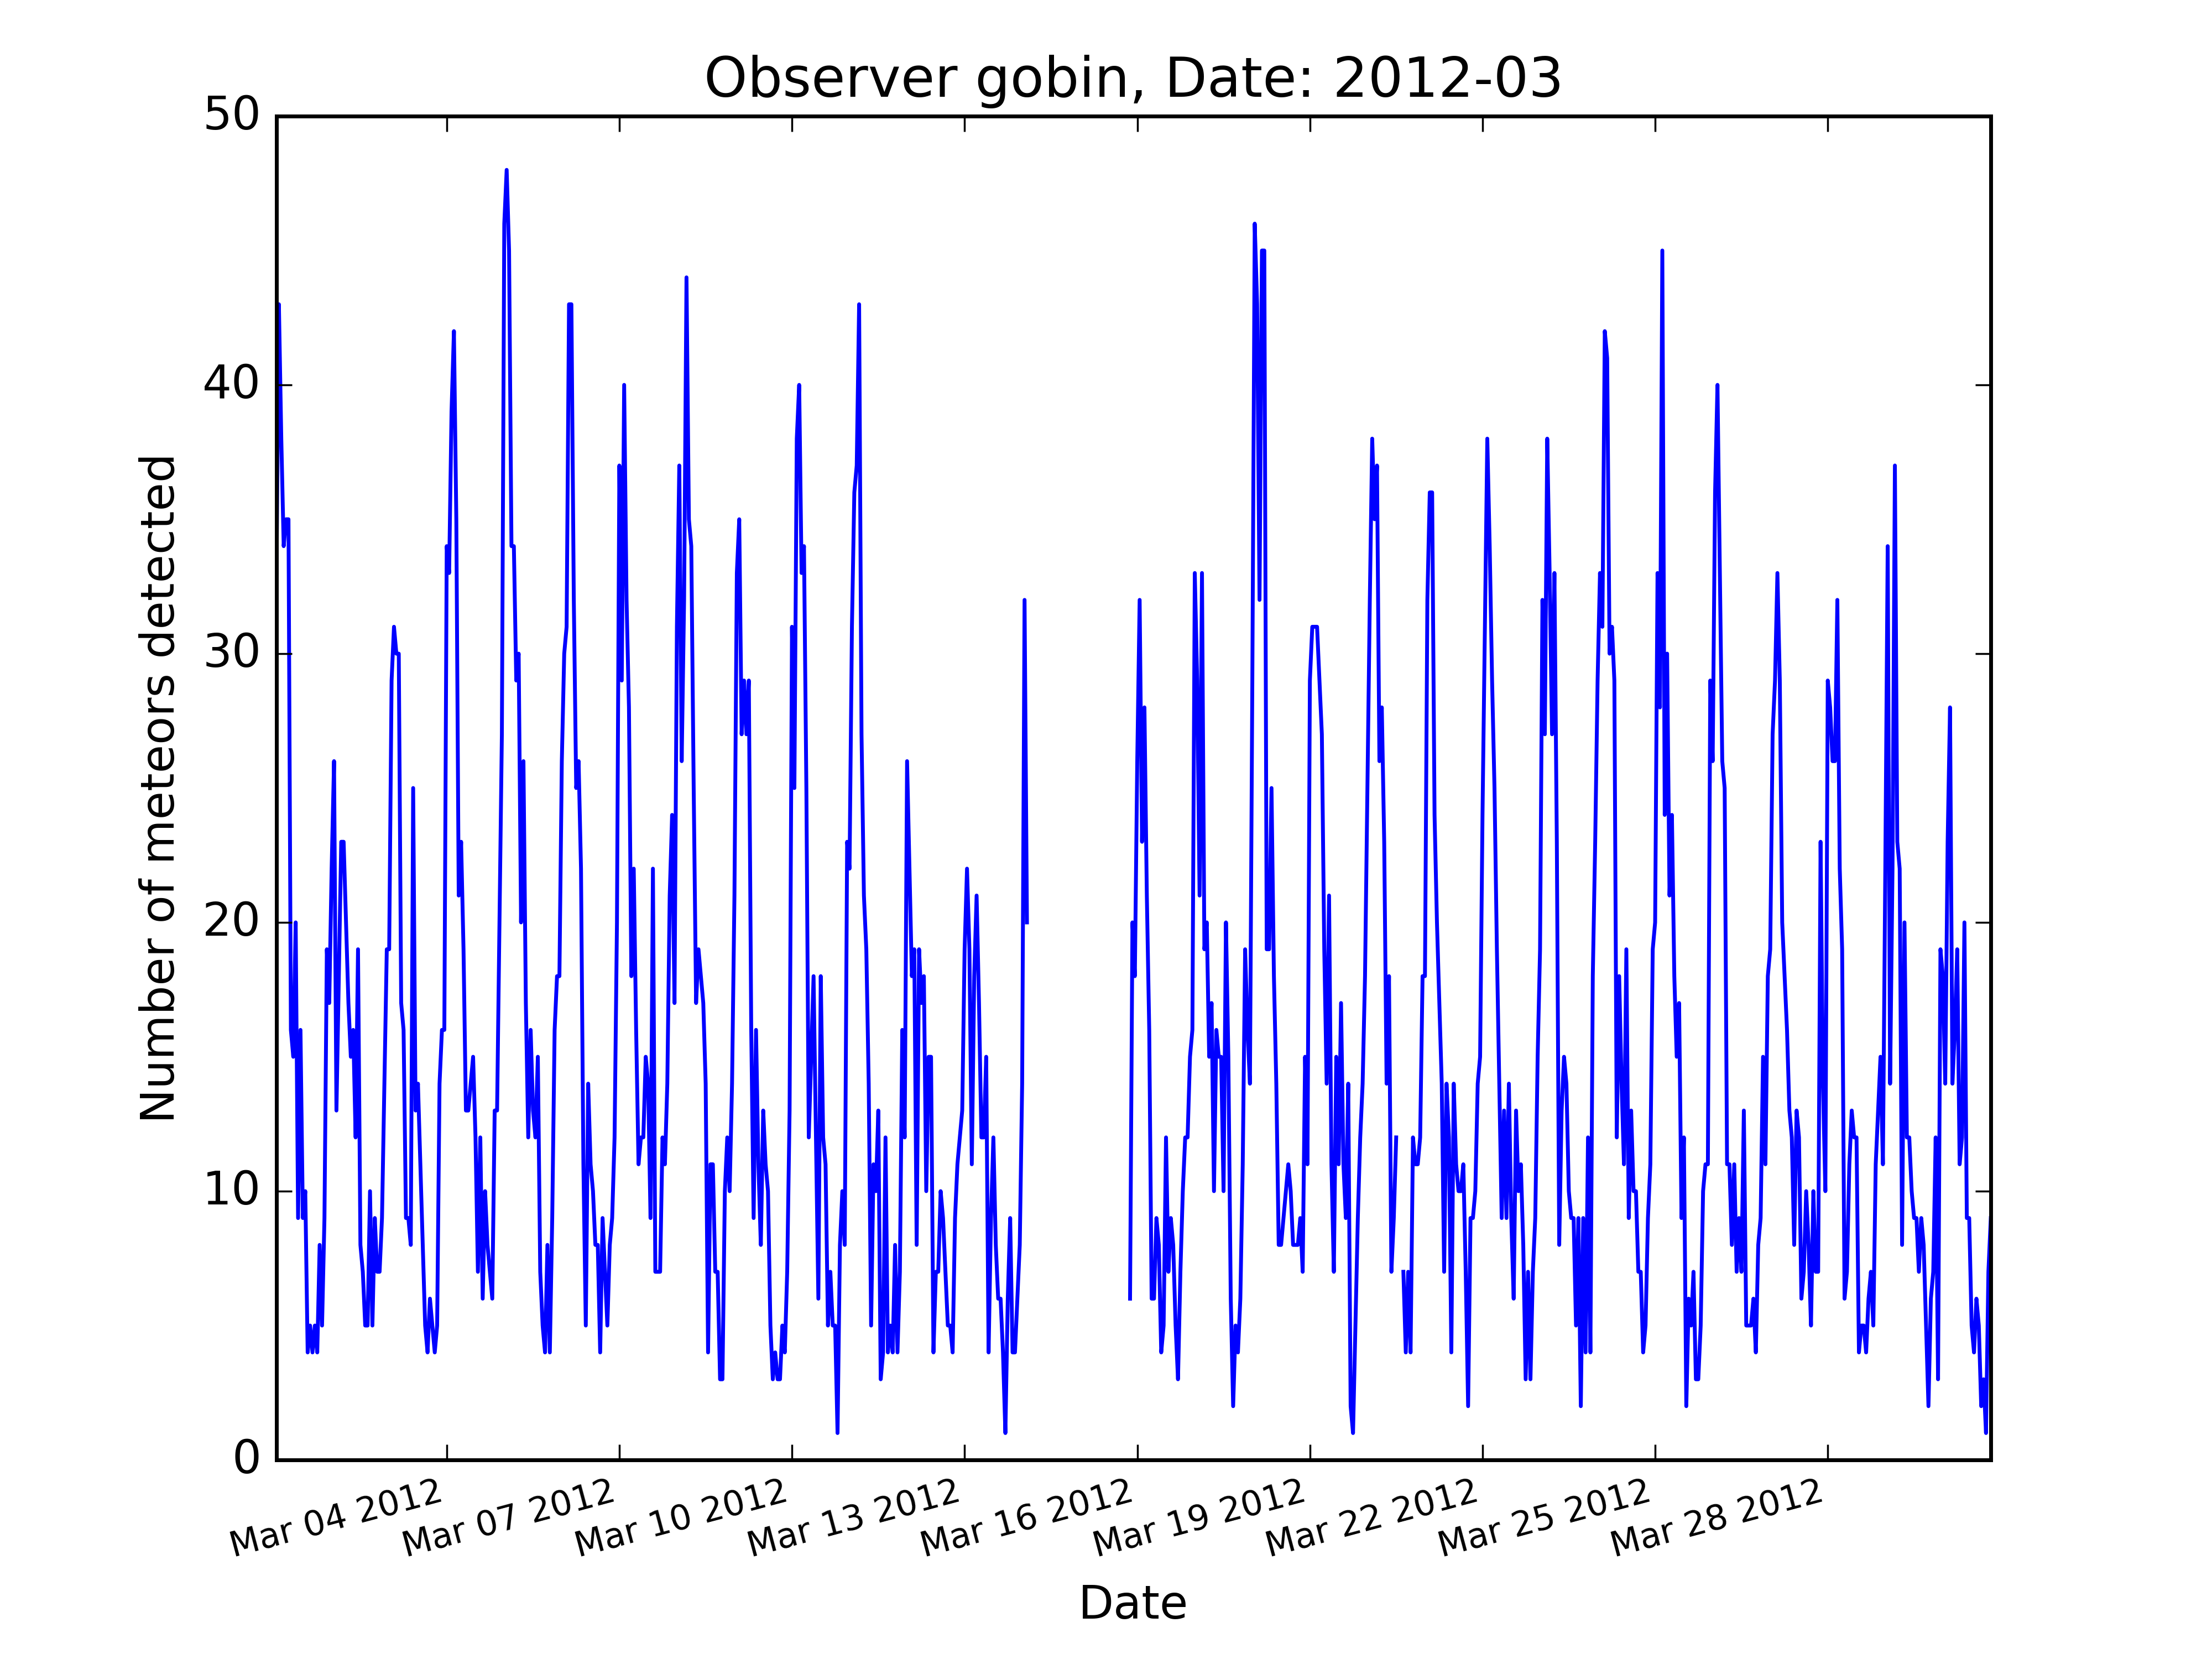 Observer gobin, Date: 2012-03
50
40
30
20
10
0
Number of meteors detected
Mar 04 2012
Mar 07 2012
Mar 10 2012
Mar 13 2012
Mar 16 2012
Mar 19 2012
Mar 22 2012
Mar 25 2012
Mar 28 2012
Date